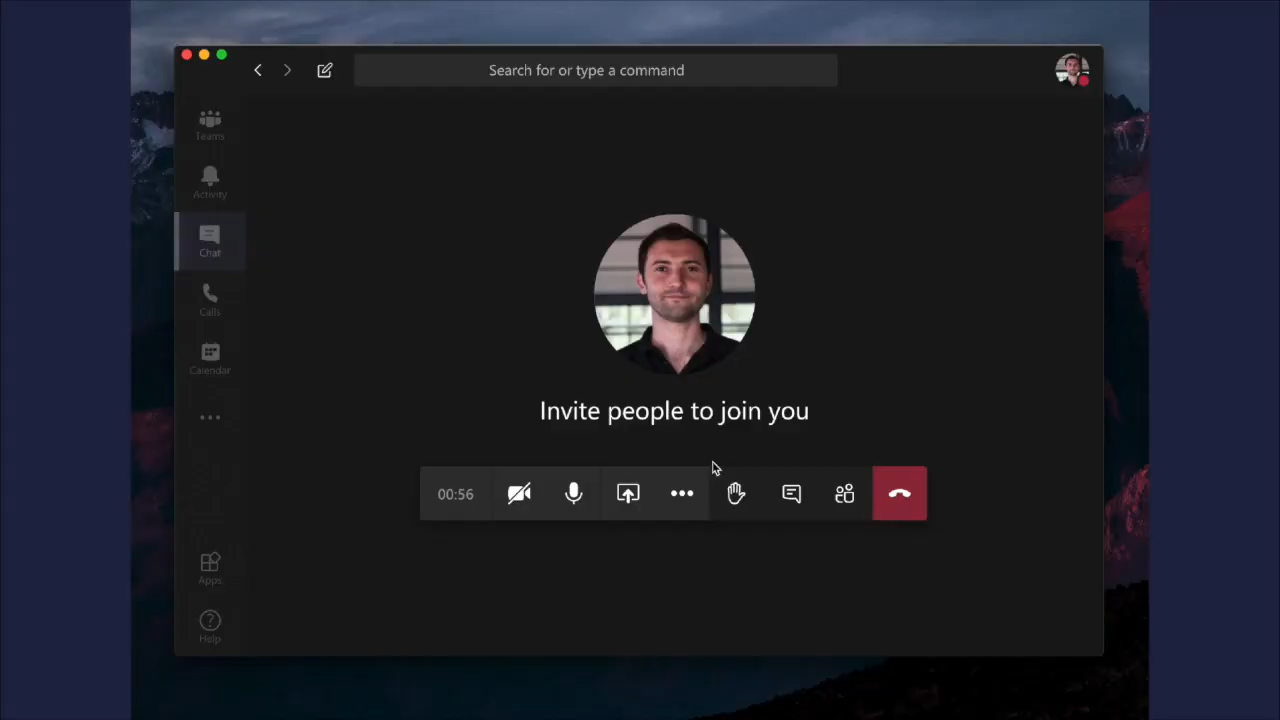 Search for or type a command
Teams
Activity
Chat
Calls
Calendar
Invite people to join you
00:56
Apps
Help